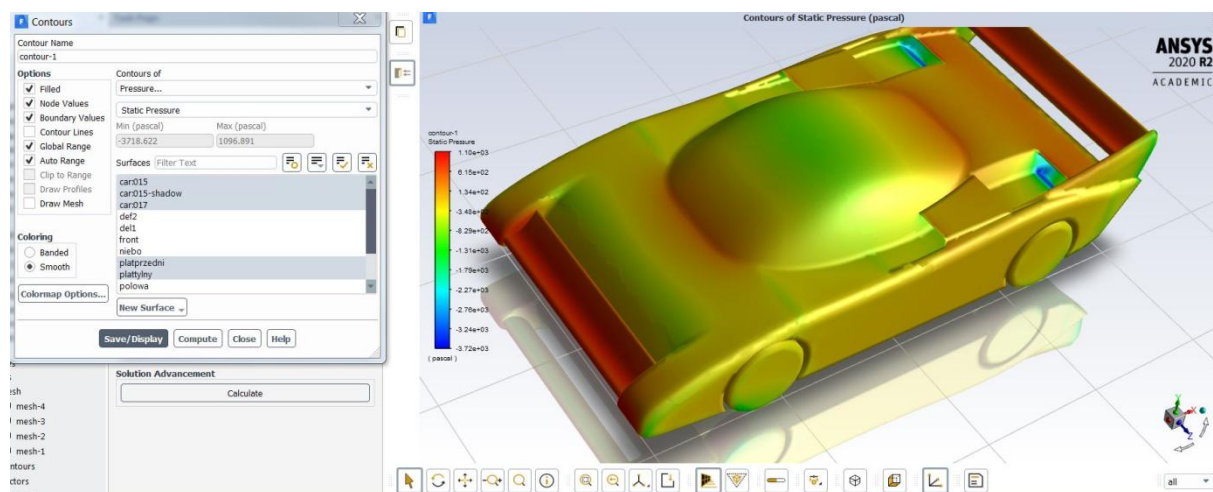 Contours
Contour Name
contour-1
Options
Filled
Node Values
Boundary Values
Contour Lines
Global Range
Auto Range
Clip to Range
Draw Profiles
Draw Mesh
Coloring
Banded
Smooth
Colormap Options...
Contours of
Pressure...
Static Pressure
Min (pascal) Max (pascal)
-3718.622 1096.891
Surfaces Filter Text
car:015
car:015-shadow
car:017
def2
del1
front
niebo
platprzedni
plattylny
polowa
New Surface
Save/Display Compute Close Help
Solution Advancement
Calculate
mesh-4
mesh-3
mesh-2
mesh-1
Contours of Static Pressure (pascal)
ANSYS
2020 R2
ACADEMIC
contour-1
Static Pressure
1.10e+03
6.15e+02
1.34e+02
-3.48e+02
-8.29e+02
-1.31e+03
-1.79e+03
-2.27e+03
-2.76e+03
-3.24e+03
-3.72e+03
( pascal )
Y
X
Z
all